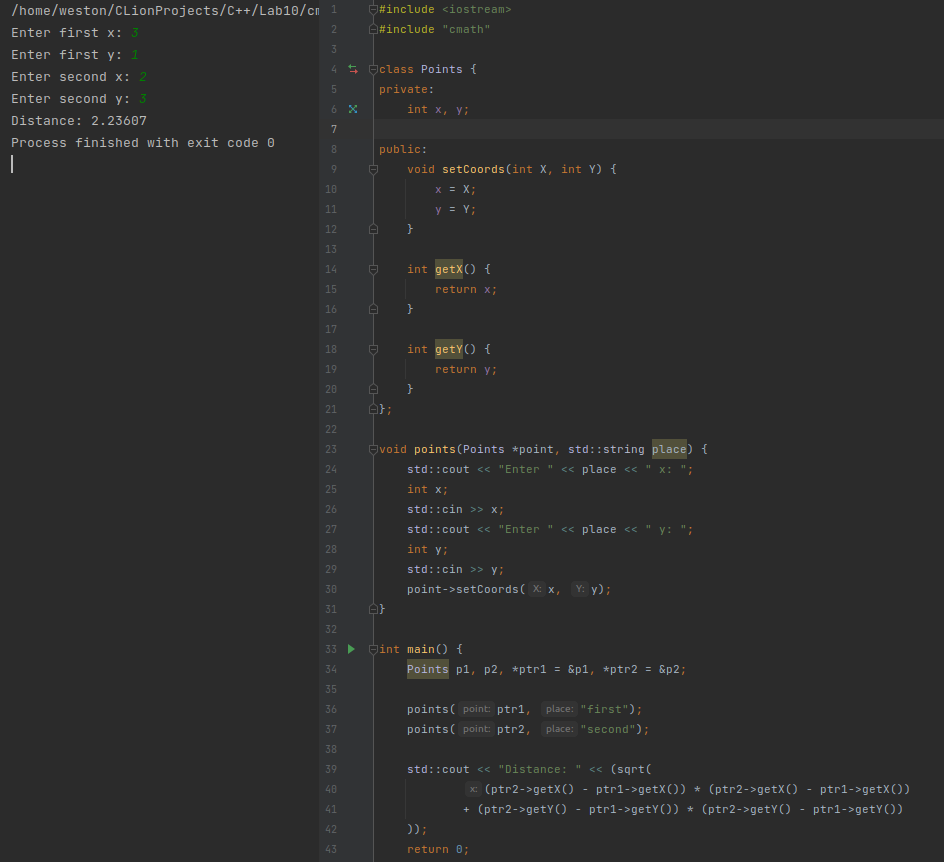 /home/weston/CLionProjects/C++/Lab10/cm
Enter first x: 3
Enter first y: 1
Enter second x: 2
Enter second y: 3
Distance: 2.23607
Process finished with exit code 0
1 #include <iostream>
2 #include "cmath"
3
4 class Points {
5 private:
6     int x, y;
7
8 public:
9     void setCoords(int X, int Y) {
10         x = X;
11         y = Y;
12     }
13
14     int getX() {
15         return x;
16     }
17
18     int getY() {
19         return y;
20     }
21 };
22
23 void points(Points *point, std::string place) {
24     std::cout << "Enter " << place << " x: ";
25     int x;
26     std::cin >> x;
27     std::cout << "Enter " << place << " y: ";
28     int y;
29     std::cin >> y;
30     point->setCoords( X: x, Y: y);
31 }
32
33 int main() {
34     Points p1, p2, *ptr1 = &p1, *ptr2 = &p2;
35
36     points( point: ptr1, place: "first");
37     points( point: ptr2, place: "second");
38
39     std::cout << "Distance: " << (sqrt(
40             x: (ptr2->getX() - ptr1->getX()) * (ptr2->getX() - ptr1->getX())
41             + (ptr2->getY() - ptr1->getY()) * (ptr2->getY() - ptr1->getY())
42     ));
43     return 0;